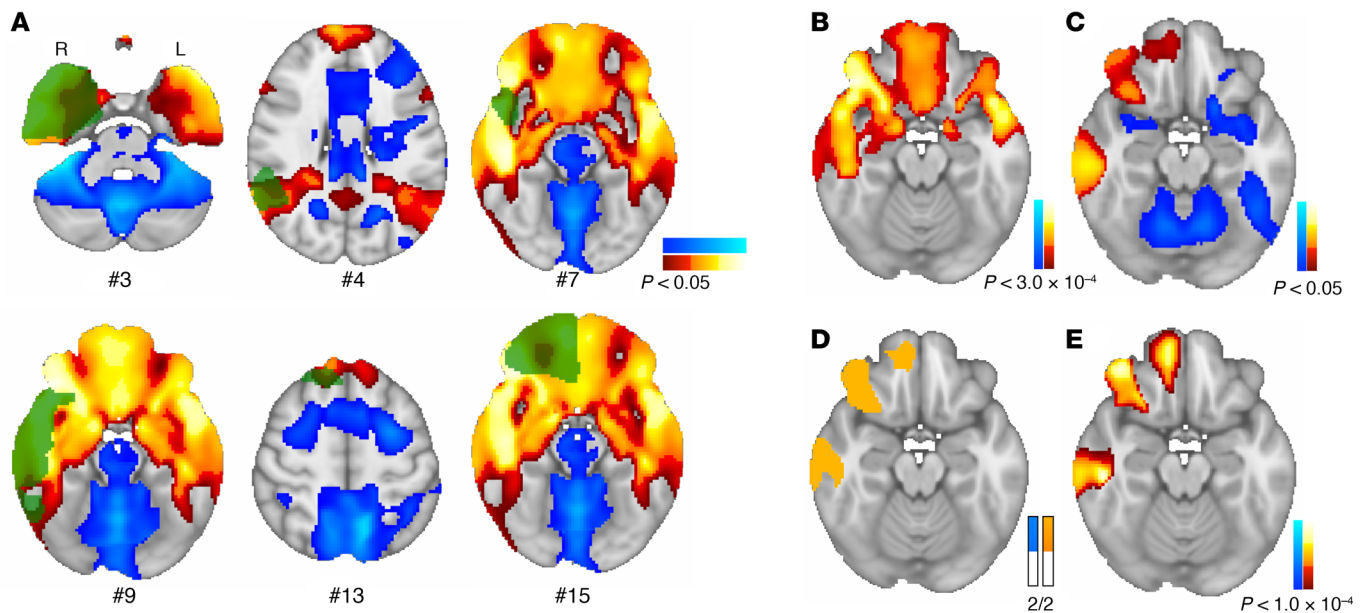 A
R
L
#3
#4
#7
P < 0.05
#9
#13
#15
B
P < 3.0 × 10⁻⁴
C
P < 0.05
D
2/2
E
P < 1.0 × 10⁻⁴